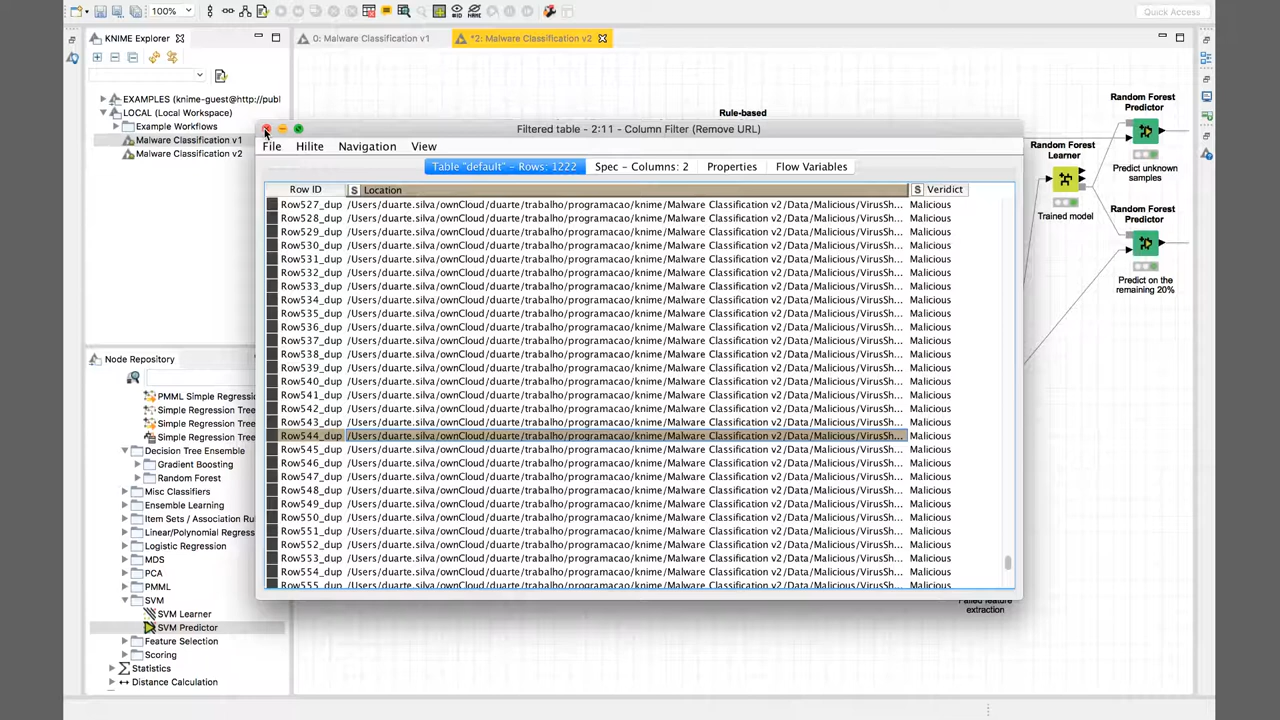 100%
Quick Access
KNIME Explorer
0: Malware Classification v1
*2: Malware Classification v2
EXAMPLES (knime-guest@http://publ
LOCAL (Local Workspace)
Example Workflows
Malware Classification v1
Malware Classification v2
Rule-based
Random Forest
Predictor
Predict unknown
samples
Random Forest
Learner
Trained model
Random Forest
Predictor
Predict on the
remaining 20%
Filtered table - 2:11 - Column Filter (Remove URL)
File Hilite Navigation View
Table "default" - Rows: 1222 Spec - Columns: 2 Properties Flow Variables
Row ID S Location S Verdict
Row527_dup /Users/duarte.silva/ownCloud/duarte/trabalho/programacao/knime/Malware Classification v2/Data/Malicious/VirusSh... Malicious
Row528_dup /Users/duarte.silva/ownCloud/duarte/trabalho/programacao/knime/Malware Classification v2/Data/Malicious/VirusSh... Malicious
Row529_dup /Users/duarte.silva/ownCloud/duarte/trabalho/programacao/knime/Malware Classification v2/Data/Malicious/VirusSh... Malicious
Row530_dup /Users/duarte.silva/ownCloud/duarte/trabalho/programacao/knime/Malware Classification v2/Data/Malicious/VirusSh... Malicious
Row531_dup /Users/duarte.silva/ownCloud/duarte/trabalho/programacao/knime/Malware Classification v2/Data/Malicious/VirusSh... Malicious
Row532_dup /Users/duarte.silva/ownCloud/duarte/trabalho/programacao/knime/Malware Classification v2/Data/Malicious/VirusSh... Malicious
Row533_dup /Users/duarte.silva/ownCloud/duarte/trabalho/programacao/knime/Malware Classification v2/Data/Malicious/VirusSh... Malicious
Row534_dup /Users/duarte.silva/ownCloud/duarte/trabalho/programacao/knime/Malware Classification v2/Data/Malicious/VirusSh... Malicious
Row535_dup /Users/duarte.silva/ownCloud/duarte/trabalho/programacao/knime/Malware Classification v2/Data/Malicious/VirusSh... Malicious
Row536_dup /Users/duarte.silva/ownCloud/duarte/trabalho/programacao/knime/Malware Classification v2/Data/Malicious/VirusSh... Malicious
Row537_dup /Users/duarte.silva/ownCloud/duarte/trabalho/programacao/knime/Malware Classification v2/Data/Malicious/VirusSh... Malicious
Row538_dup /Users/duarte.silva/ownCloud/duarte/trabalho/programacao/knime/Malware Classification v2/Data/Malicious/VirusSh... Malicious
Row539_dup /Users/duarte.silva/ownCloud/duarte/trabalho/programacao/knime/Malware Classification v2/Data/Malicious/VirusSh... Malicious
Row540_dup /Users/duarte.silva/ownCloud/duarte/trabalho/programacao/knime/Malware Classification v2/Data/Malicious/VirusSh... Malicious
Row541_dup /Users/duarte.silva/ownCloud/duarte/trabalho/programacao/knime/Malware Classification v2/Data/Malicious/VirusSh... Malicious
Row542_dup /Users/duarte.silva/ownCloud/duarte/trabalho/programacao/knime/Malware Classification v2/Data/Malicious/VirusSh... Malicious
Row543_dup /Users/duarte.silva/ownCloud/duarte/trabalho/programacao/knime/Malware Classification v2/Data/Malicious/VirusSh... Malicious
Row544_dup /Users/duarte.silva/ownCloud/duarte/trabalho/programacao/knime/Malware Classification v2/Data/Malicious/VirusSh... Malicious
Row545_dup /Users/duarte.silva/ownCloud/duarte/trabalho/programacao/knime/Malware Classification v2/Data/Malicious/VirusSh... Malicious
Row546_dup /Users/duarte.silva/ownCloud/duarte/trabalho/programacao/knime/Malware Classification v2/Data/Malicious/VirusSh... Malicious
Row547_dup /Users/duarte.silva/ownCloud/duarte/trabalho/programacao/knime/Malware Classification v2/Data/Malicious/VirusSh... Malicious
Row548_dup /Users/duarte.silva/ownCloud/duarte/trabalho/programacao/knime/Malware Classification v2/Data/Malicious/VirusSh... Malicious
Row549_dup /Users/duarte.silva/ownCloud/duarte/trabalho/programacao/knime/Malware Classification v2/Data/Malicious/VirusSh... Malicious
Row550_dup /Users/duarte.silva/ownCloud/duarte/trabalho/programacao/knime/Malware Classification v2/Data/Malicious/VirusSh... Malicious
Row551_dup /Users/duarte.silva/ownCloud/duarte/trabalho/programacao/knime/Malware Classification v2/Data/Malicious/VirusSh... Malicious
Row552_dup /Users/duarte.silva/ownCloud/duarte/trabalho/programacao/knime/Malware Classification v2/Data/Malicious/VirusSh... Malicious
Row553_dup /Users/duarte.silva/ownCloud/duarte/trabalho/programacao/knime/Malware Classification v2/Data/Malicious/VirusSh... Malicious
Row554_dup /Users/duarte.silva/ownCloud/duarte/trabalho/programacao/knime/Malware Classification v2/Data/Malicious/VirusSh... Malicious
Row555_dup /Users/duarte.silva/ownCloud/duarte/trabalho/programacao/knime/Malware Classification v2/Data/Malicious/VirusSh... Malicious
Failed feature
extraction
Node Repository
PMML Simple Regressi
Simple Regression Tree
Simple Regression Tree
Simple Regression Tree
Decision Tree Ensemble
Gradient Boosting
Random Forest
Misc Classifiers
Ensemble Learning
Item Sets / Association Ru
Linear/Polynomial Regress
Logistic Regression
MDS
PCA
PMML
SVM
SVM Learner
SVM Predictor
Feature Selection
Scoring
Statistics
Distance Calculation